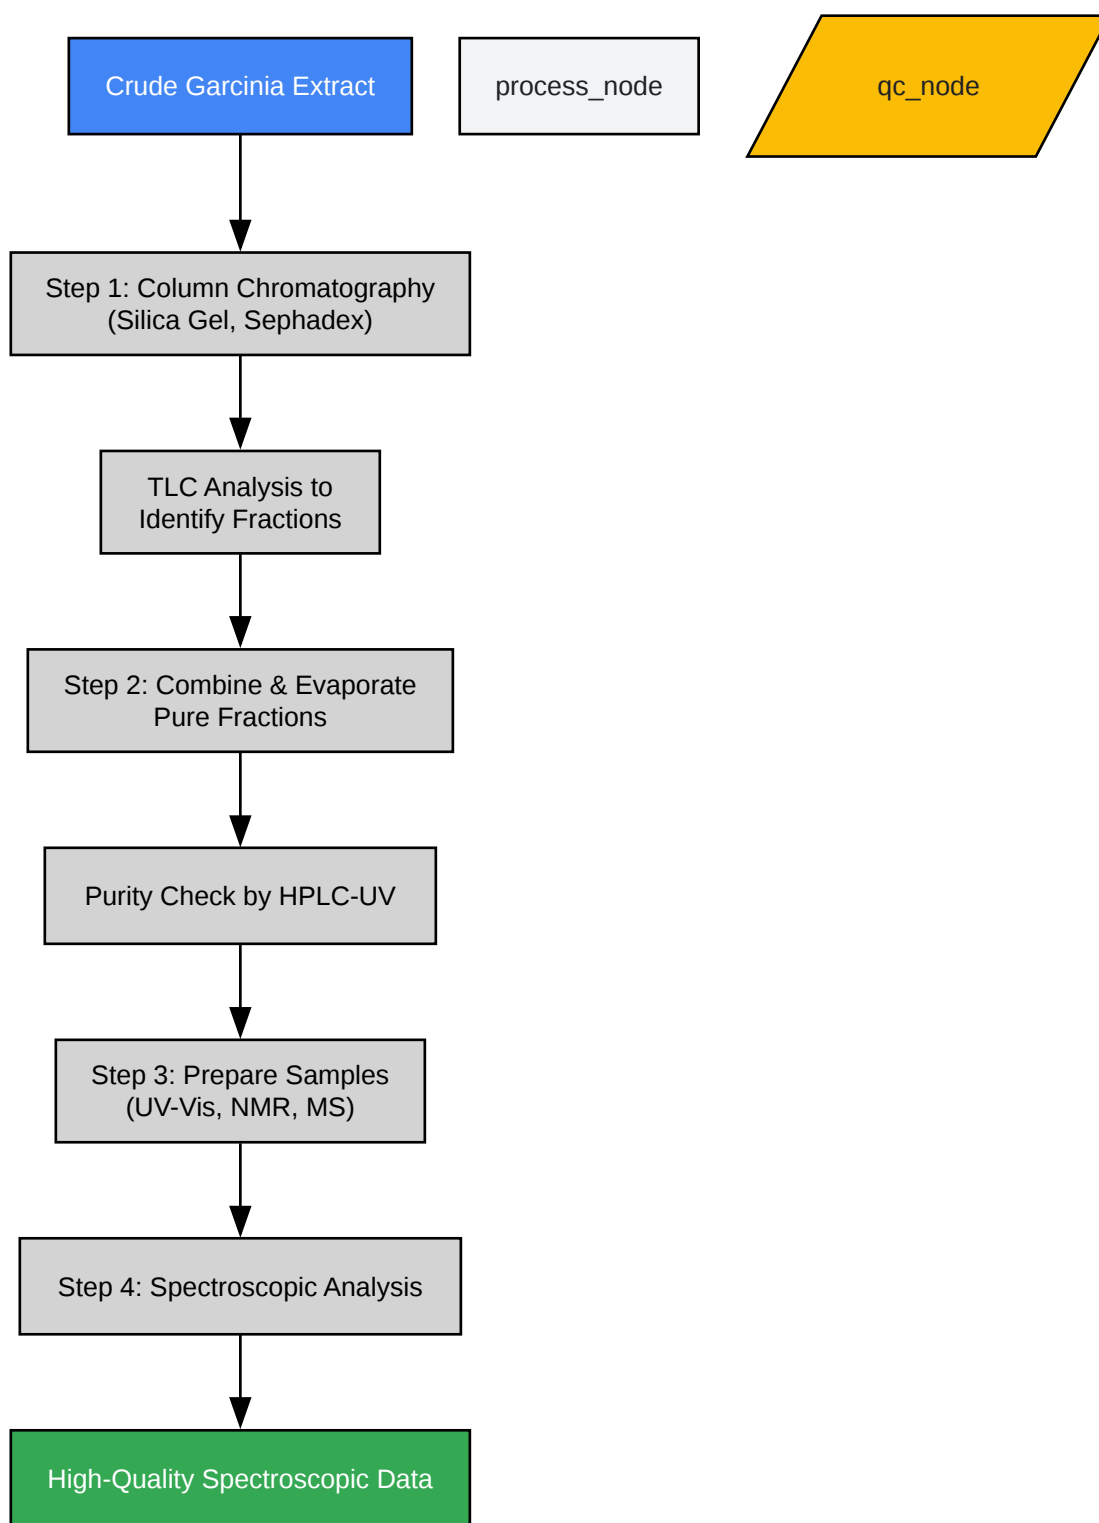 Crude Garcinia Extract
process_node
qc_node
Step 1: Column Chromatography
(Silica Gel, Sephadex)
TLC Analysis to
Identify Fractions
Step 2: Combine & Evaporate
Pure Fractions
Purity Check by HPLC-UV
Step 3: Prepare Samples
(UV-Vis, NMR, MS)
Step 4: Spectroscopic Analysis
High-Quality Spectroscopic Data